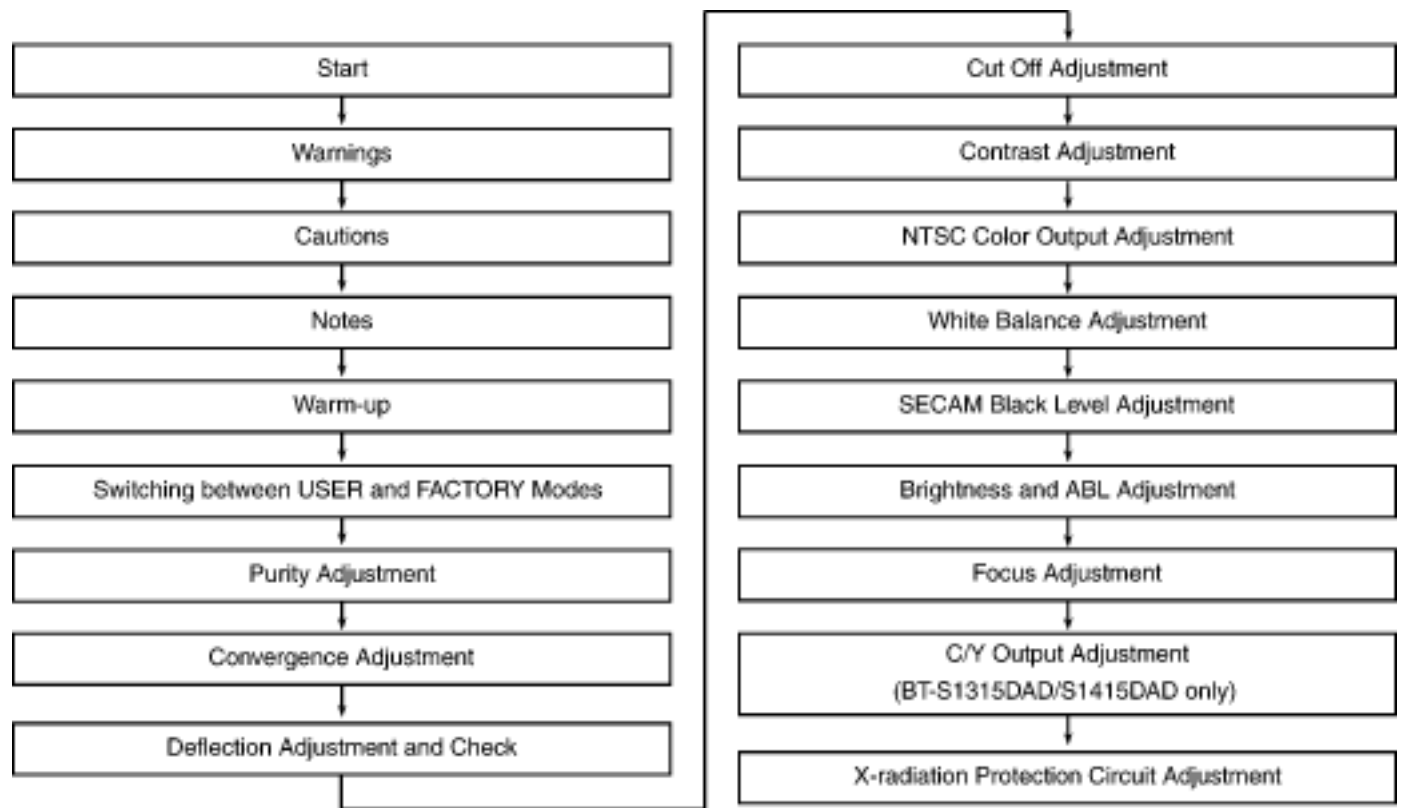 Start
Warnings
Cautions
Notes
Warm-up
Switching between USER and FACTORY Modes
Purity Adjustment
Convergence Adjustment
Deflection Adjustment and Check
Cut Off Adjustment
Contrast Adjustment
NTSC Color Output Adjustment
White Balance Adjustment
SECAM Black Level Adjustment
Brightness and ABL Adjustment
Focus Adjustment
C/Y Output Adjustment
(BT-S1315DAD/S1415DAD only)
X-radiation Protection Circuit Adjustment